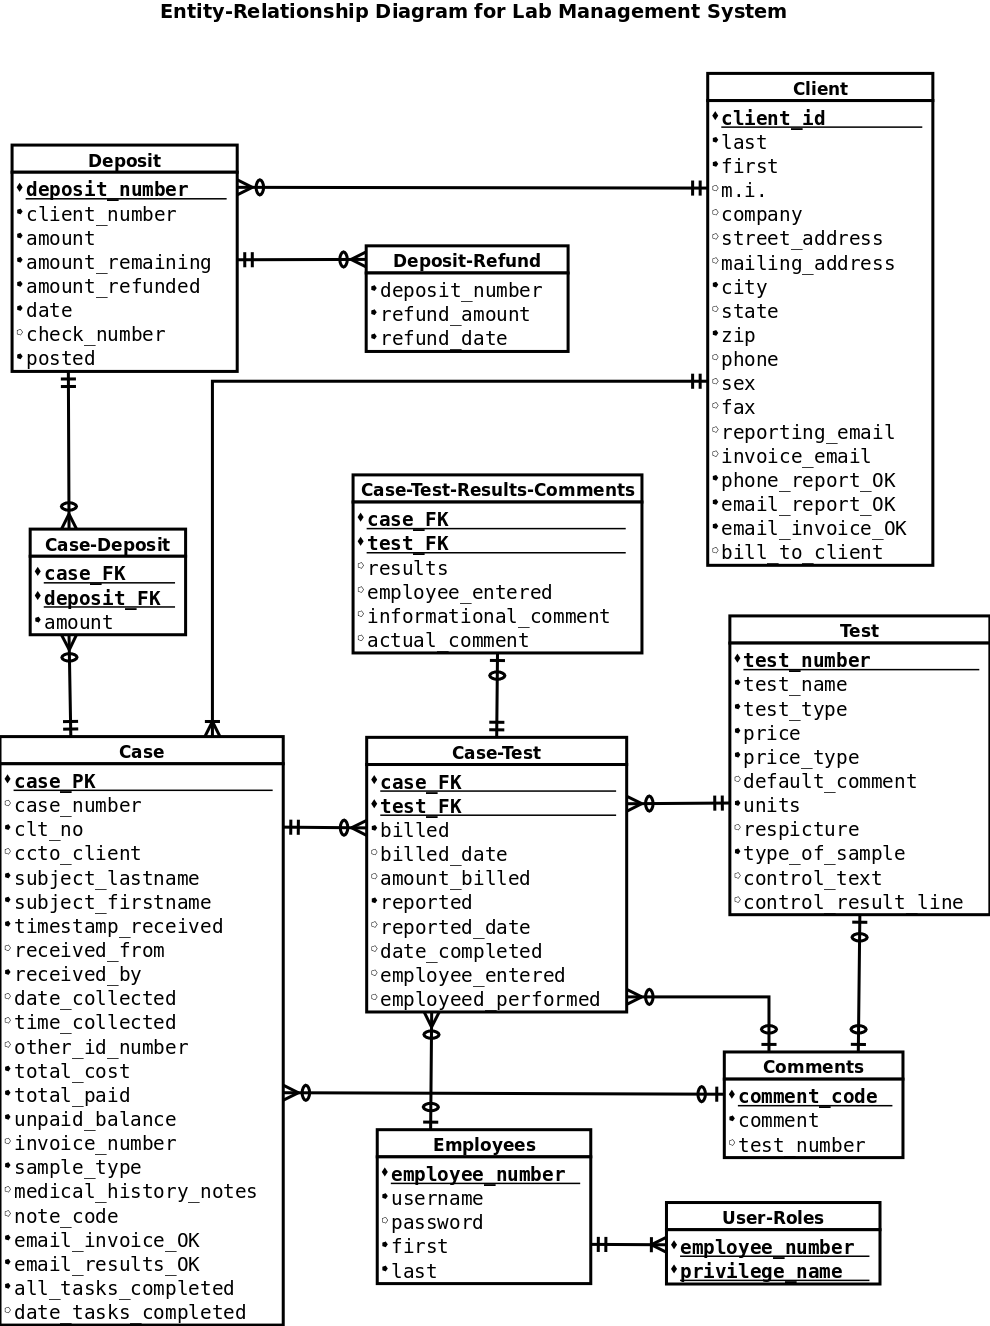 Entity-Relationship Diagram for Lab Management System
Client
client_id
last
first
m.i.
company
street_address
mailing_address
city
state
zip
phone
sex
fax
reporting_email
invoice_email
phone_report_OK
email_report_OK
email_invoice_OK
bill_to_client
Deposit
deposit_number
client_number
amount
amount_remaining
amount_refunded
date
check_number
posted
Deposit-Refund
deposit_number
refund_amount
refund_date
Case-Test-Results-Comments
case_FK
test_FK
results
employee_entered
informational_comment
actual_comment
Case-Deposit
case_FK
deposit_FK
amount
Test
test_number
test_name
test_type
price
price_type
default_comment
units
respicture
type_of_sample
control_text
control_result_line
Case
case_PK
case_number
clt_no
ccto_client
subject_lastname
subject_firstname
timestamp_received
received_from
received_by
date_collected
time_collected
other_id_number
total_cost
total_paid
unpaid_balance
invoice_number
sample_type
medical_history_notes
note_code
email_invoice_OK
email_results_OK
all_tasks_completed
date_tasks_completed
Case-Test
case_FK
test_FK
billed
billed_date
amount_billed
reported
reported_date
date_completed
employee_entered
employeed_performed
Comments
comment_code
comment
test_number
Employees
employee_number
username
password
first
last
User-Roles
employee_number
privilege_name